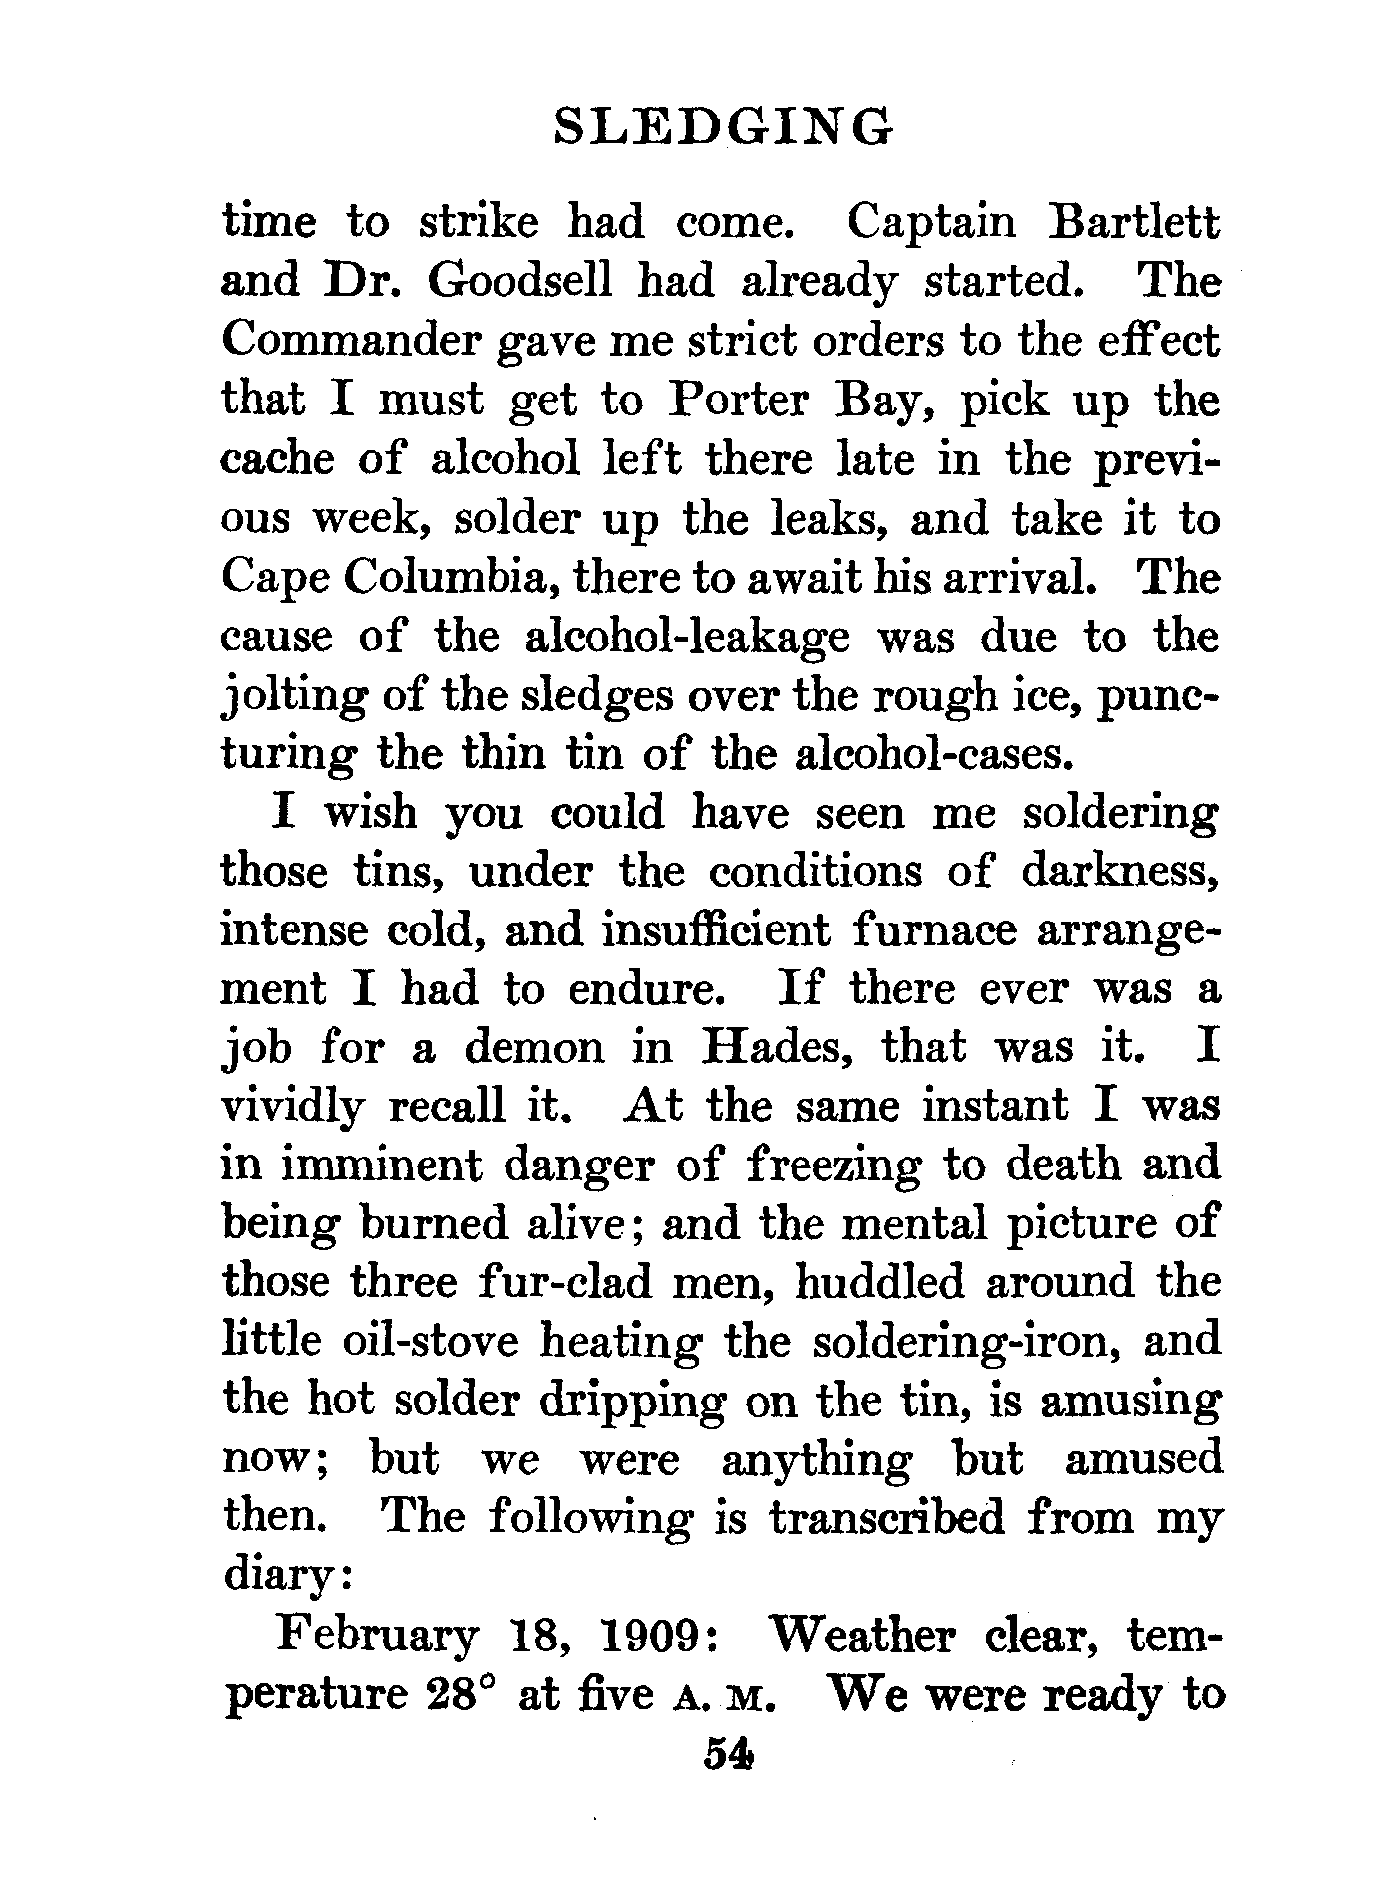 SLEDGING
time to strike had come. Captain Bartlett
and Dr. Goodsell had already started. The
Commander gave me strict orders to the effect
that I must get to Porter Bay, pick up the
cache of alcohol left there late in the previ-
ous week, solder up the leaks, and take it to
Cape Columbia, there to await his arrival. The
cause of the alcohol-leakage was due to the
jolting of the sledges over the rough ice, punc-
turing the thin tin of the alcohol-cases.
I wish you could have seen me soldering
those tins, under the conditions of darkness,
intense cold, and insufficient furnace arrange-
ment I had to endure. If there ever was a
job for a demon in Hades, that was it. I
vividly recall it. At the same instant I was
in imminent danger of freezing to death and
being burned alive; and the mental picture of
those three fur-clad men, huddled around the
little oil-stove heating the soldering-iron, and
the hot solder dripping on the tin, is amusing
now; but we were anything but amused
then. The following is transcribed from my
diary:
February 18, 1909: Weather clear, tem-
perature 28° at five A. M. We were ready to
54